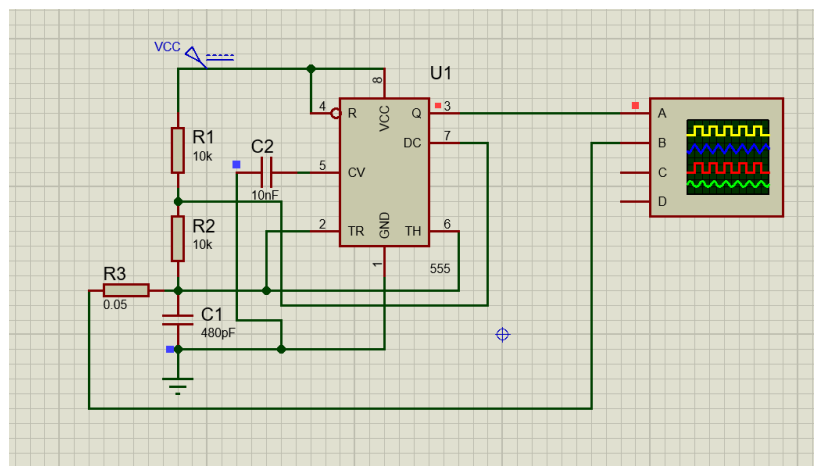 VCC
U1
8
4
R
VCC
Q
3
A
R1
10k
DC
7
B
C2
10nF
5
CV
C
D
R2
10k
2
TR
GND
TH
6
1
555
R3
0.05
C1
480pF